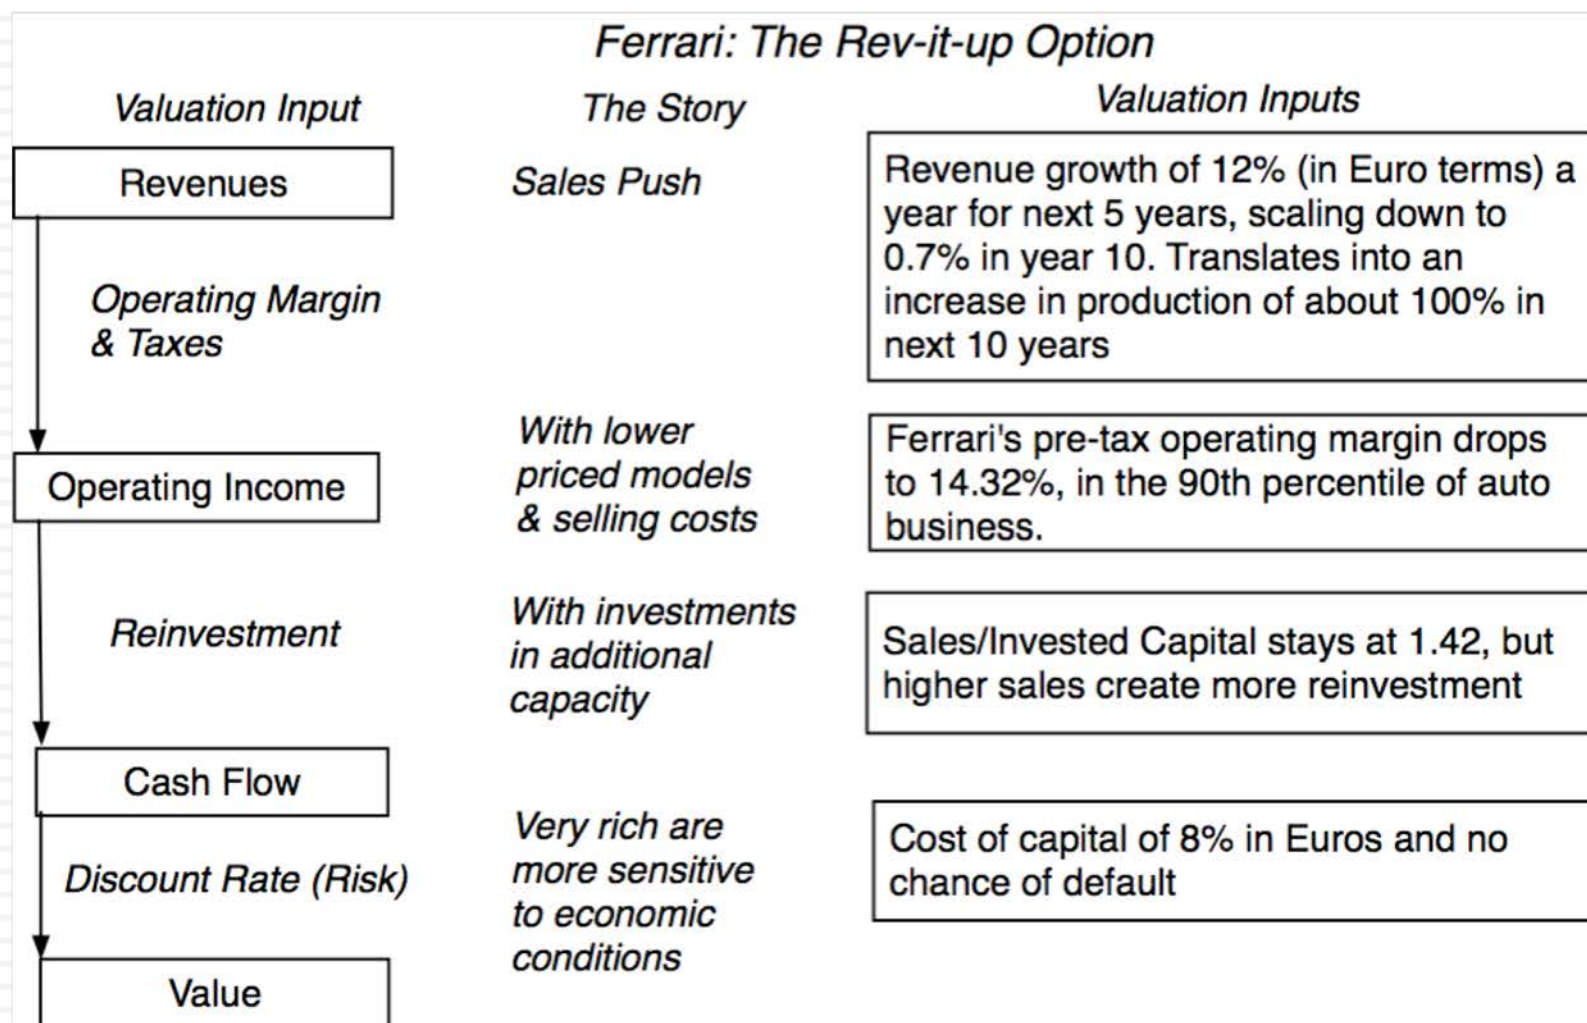 Ferrari: The Rev-it-up Option
Valuation Input
The Story
Valuation Inputs
Revenues
Sales Push
Revenue growth of 12% (in Euro terms) a
year for next 5 years, scaling down to
0.7% in year 10. Translates into an
increase in production of about 100% in
next 10 years
Operating Margin
& Taxes
Operating Income
With lower
priced models
& selling costs
Ferrari's pre-tax operating margin drops
to 14.32%, in the 90th percentile of auto
business.
Reinvestment
With investments
in additional
capacity
Sales/Invested Capital stays at 1.42, but
higher sales create more reinvestment
Cash Flow
Discount Rate (Risk)
Very rich are
more sensitive
to economic
conditions
Cost of capital of 8% in Euros and no
chance of default
Value